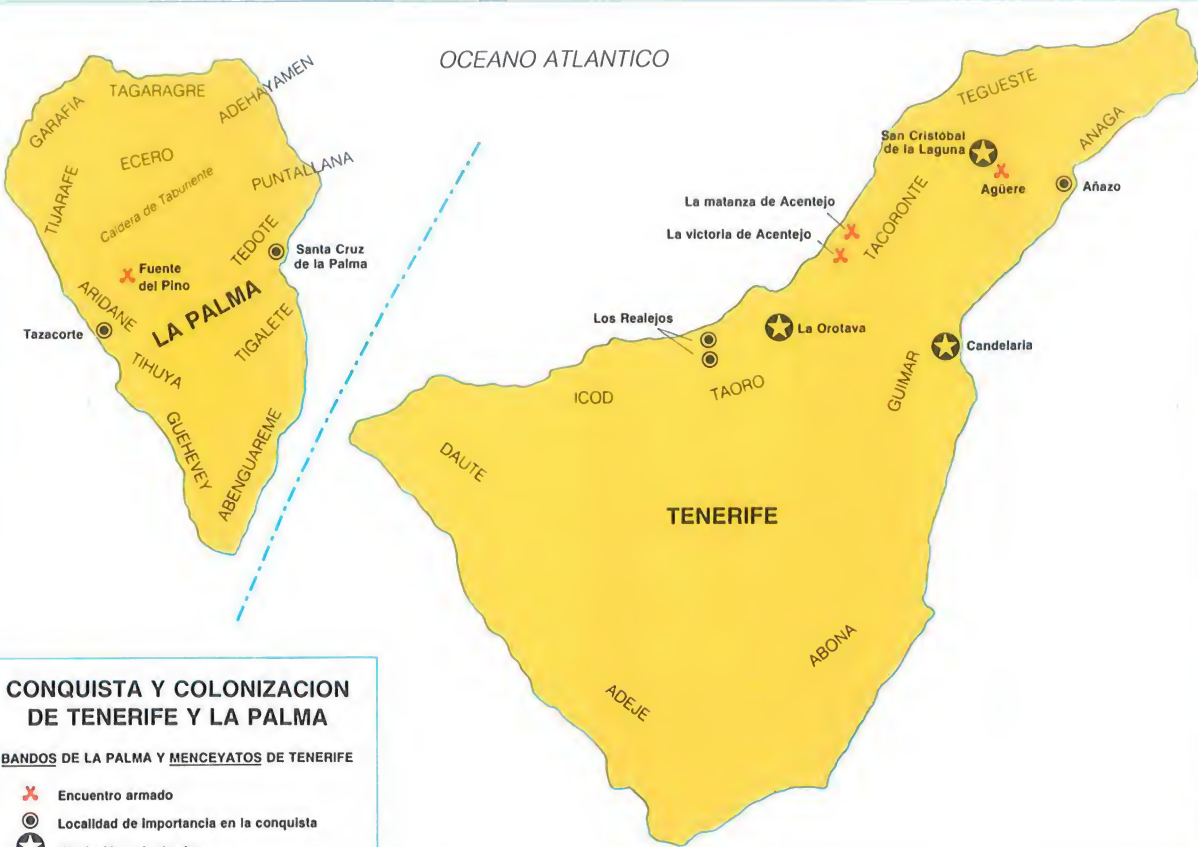 OCEANO ATLANTICO
TAGARAGRE
ADEHAYAMEN
GARAFIA
ECERO
TIJARAFE
Caldera de Taburiente
PUNTALLANA
TEDOTE
Santa Cruz
de la Palma
Fuente
del Pino
ARIDANE
LA PALMA
Tazacorte
TIGALETE
TIHUYA
GUEHEVEY
ABENGUAREME
TEGUESTE
ANAGA
San Cristóbal
de la Laguna
Agüere
Añazo
La matanza de Acentejo
TACORONTE
La victoria de Acentejo
Los Realejos
La Orotava
Candelaria
GUIMAR
TAORO
ICOD
DAUTE
TENERIFE
ABONA
ADEJE
CONQUISTA Y COLONIZACION
DE TENERIFE Y LA PALMA
BANDOS DE LA PALMA Y MENCEYATOS DE TENERIFE
Encuentro armado
Localidad de importancia en la conquista